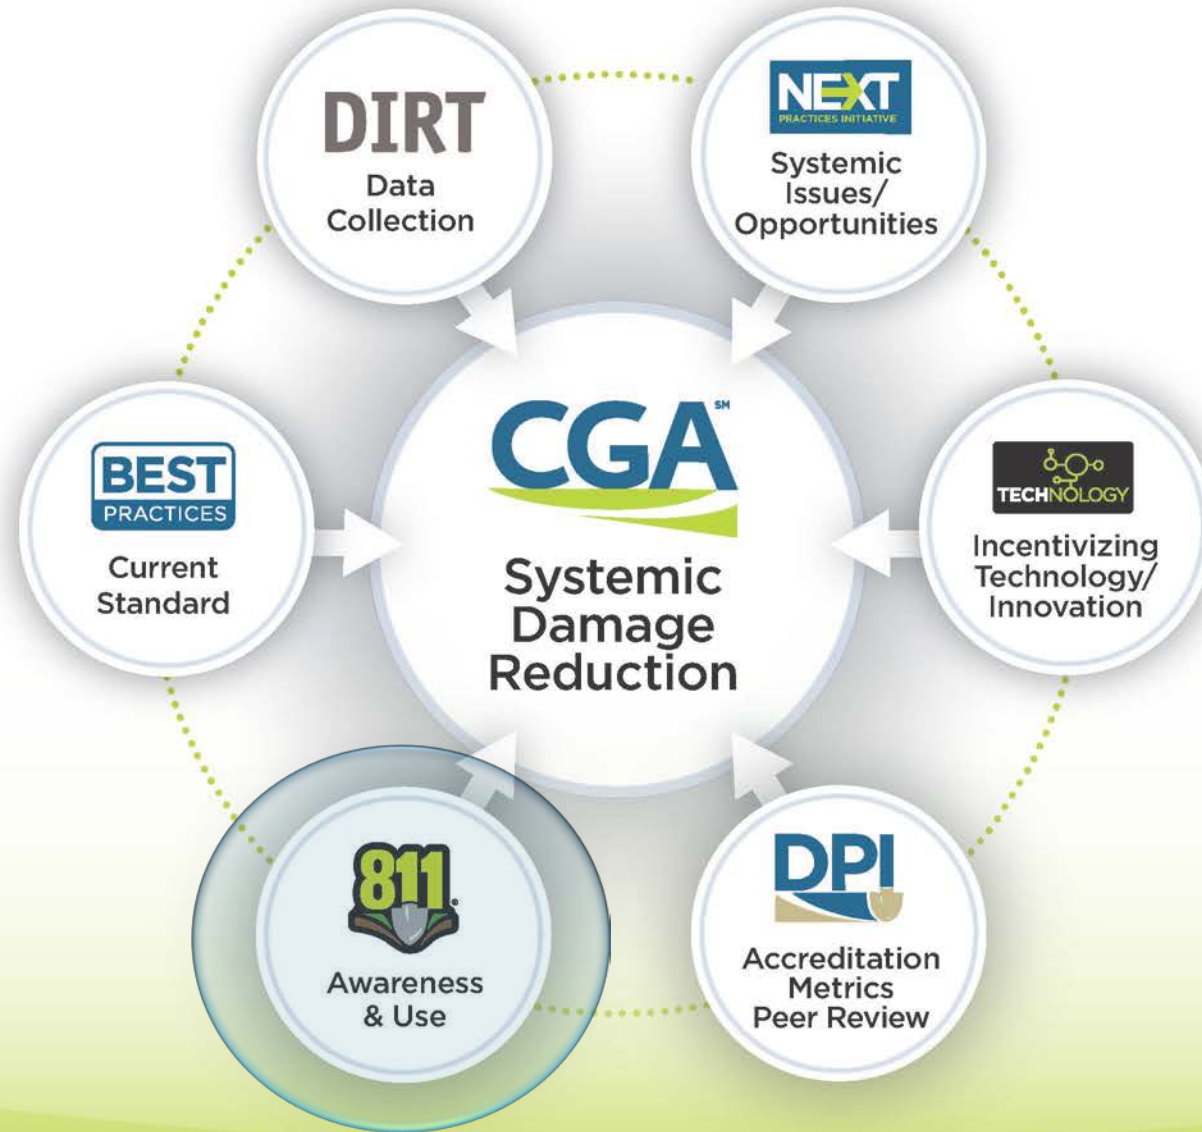 DIRT
Data
Collection
NEXT
PRACTICES INITIATIVE
Systemic
Issues/
Opportunities
BEST
PRACTICES
Current
Standard
CGA SM
Systemic
Damage
Reduction
TECHNOLOGY
Incentivizing
Technology/
Innovation
811®
Awareness
& Use
DPI
Accreditation
Metrics
Peer Review